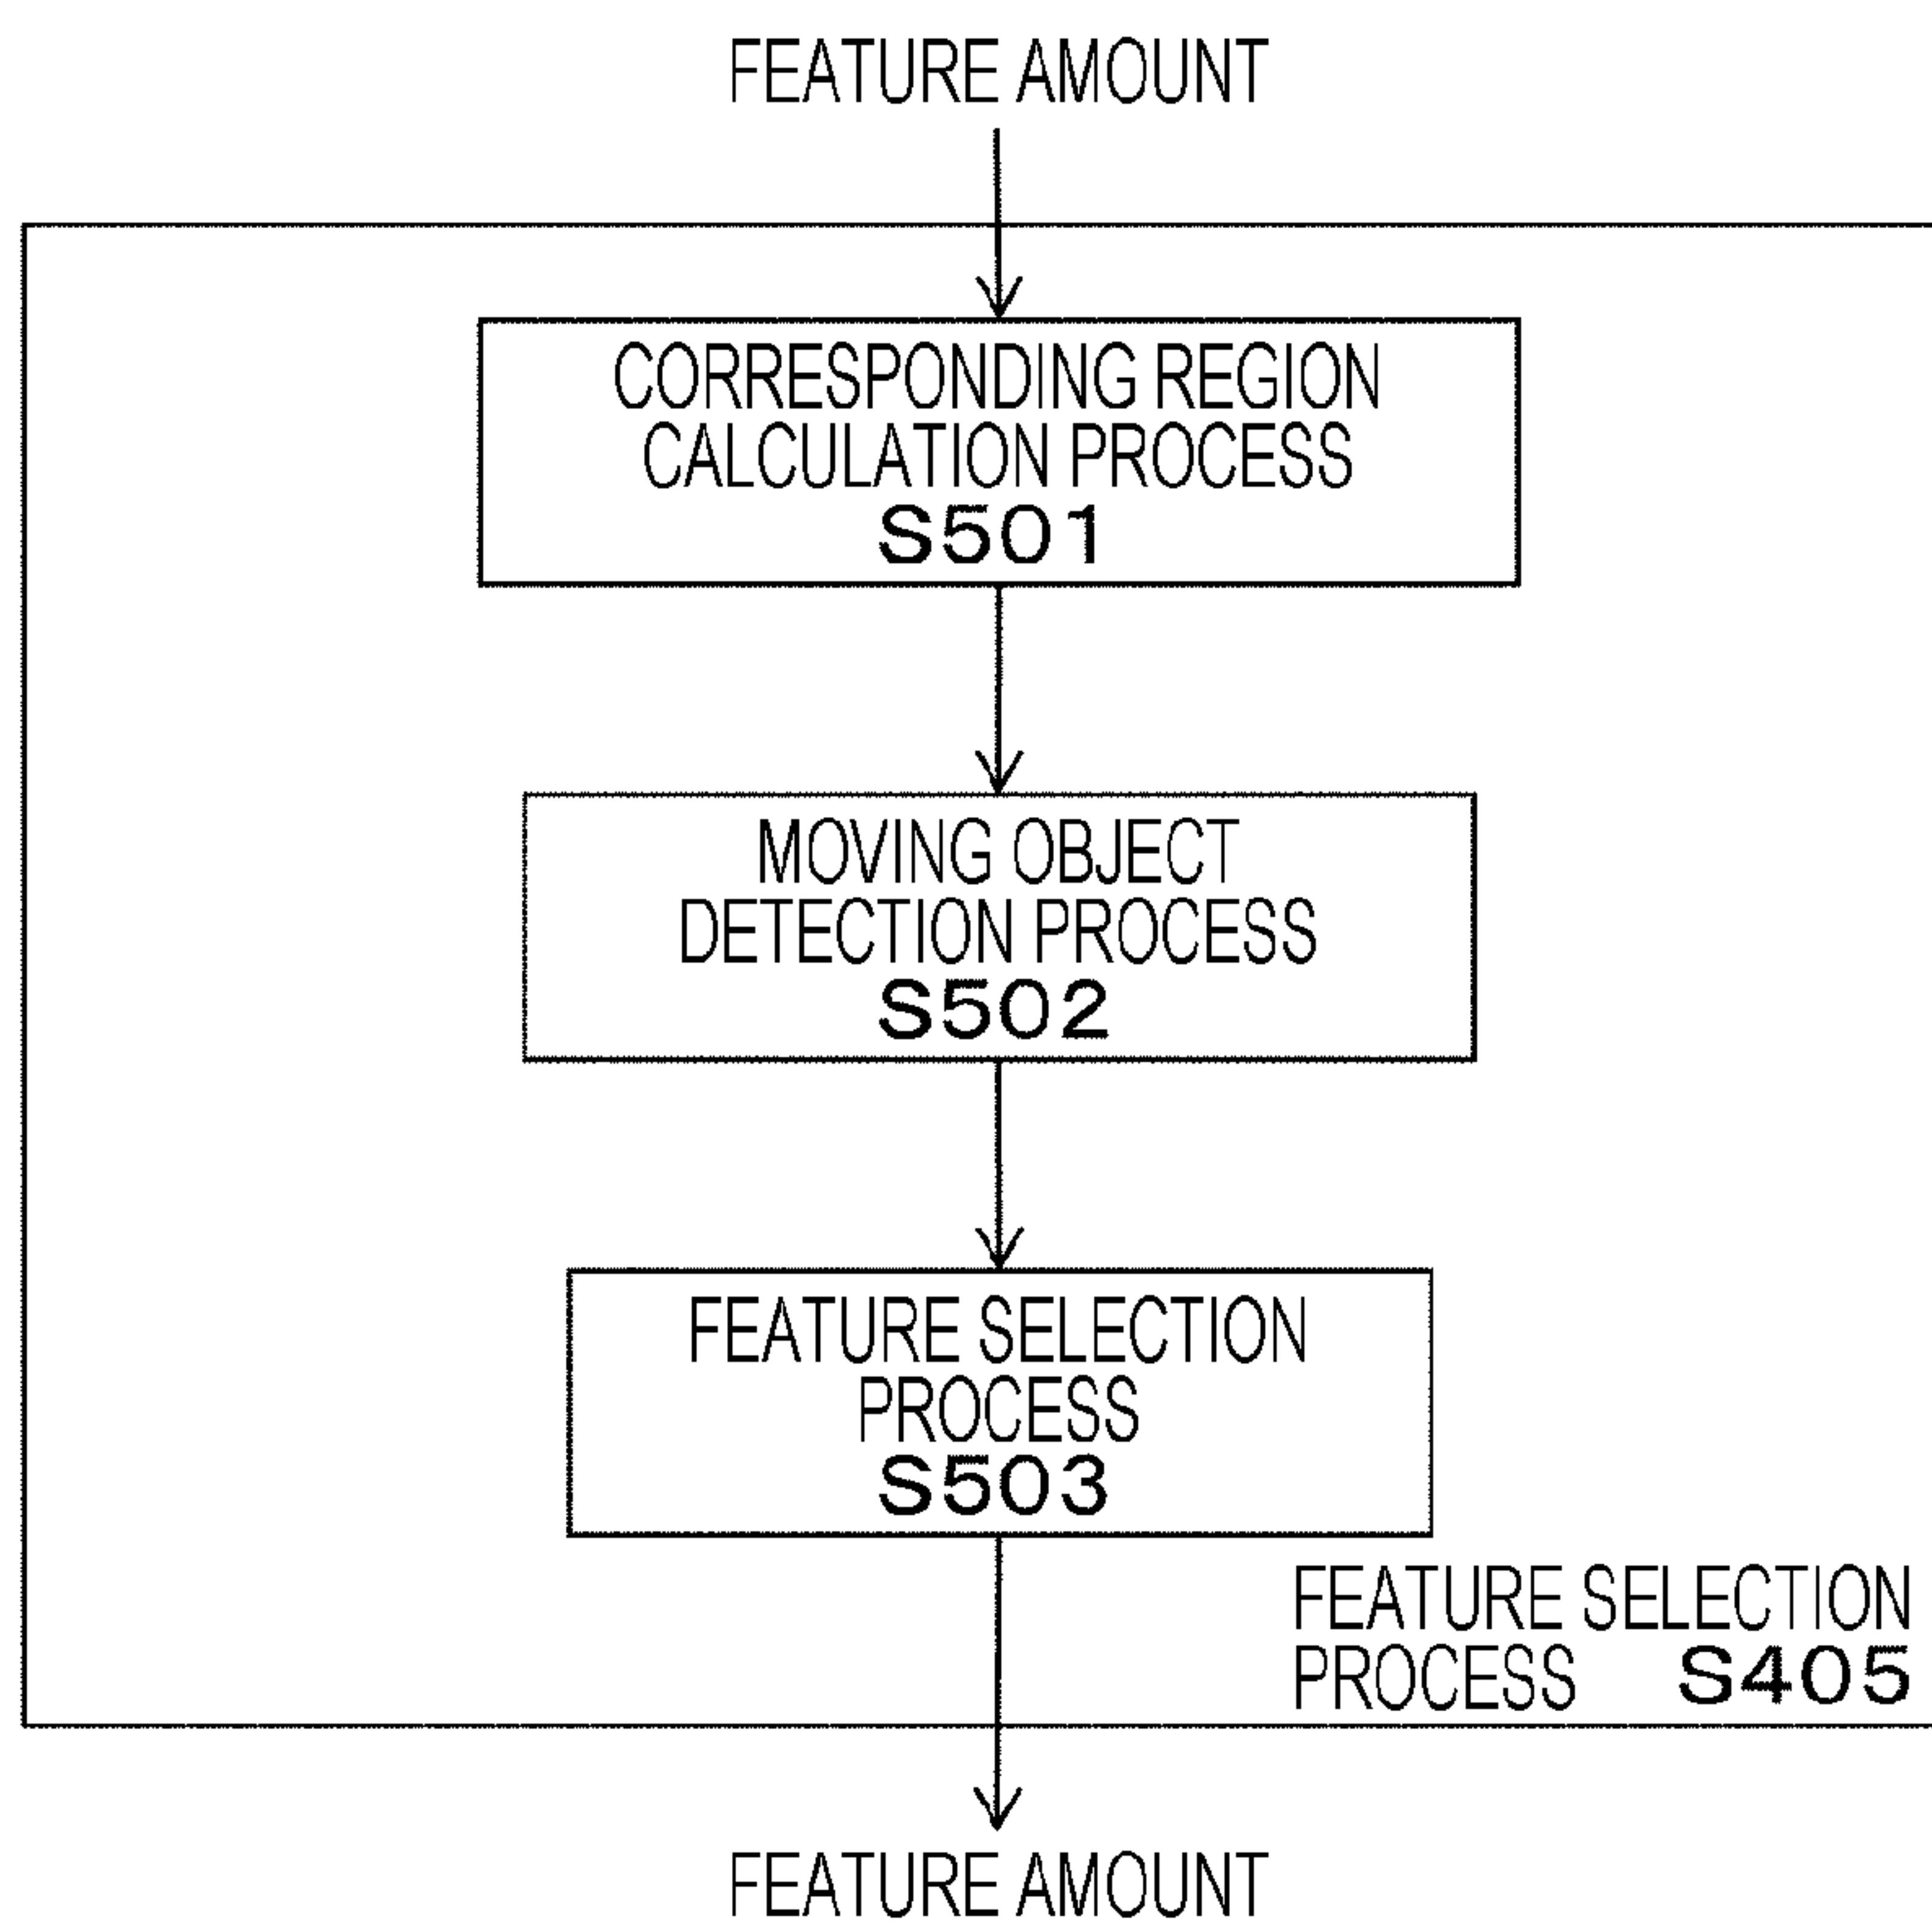 FEATURE AMOUNT
CORRESPONDING REGION
CALCULATION PROCESS
S501
MOVING OBJECT
DETECTION PROCESS
S502
FEATURE SELECTION
PROCESS
S503
FEATURE SELECTION
PROCESS S405
FEATURE AMOUNT